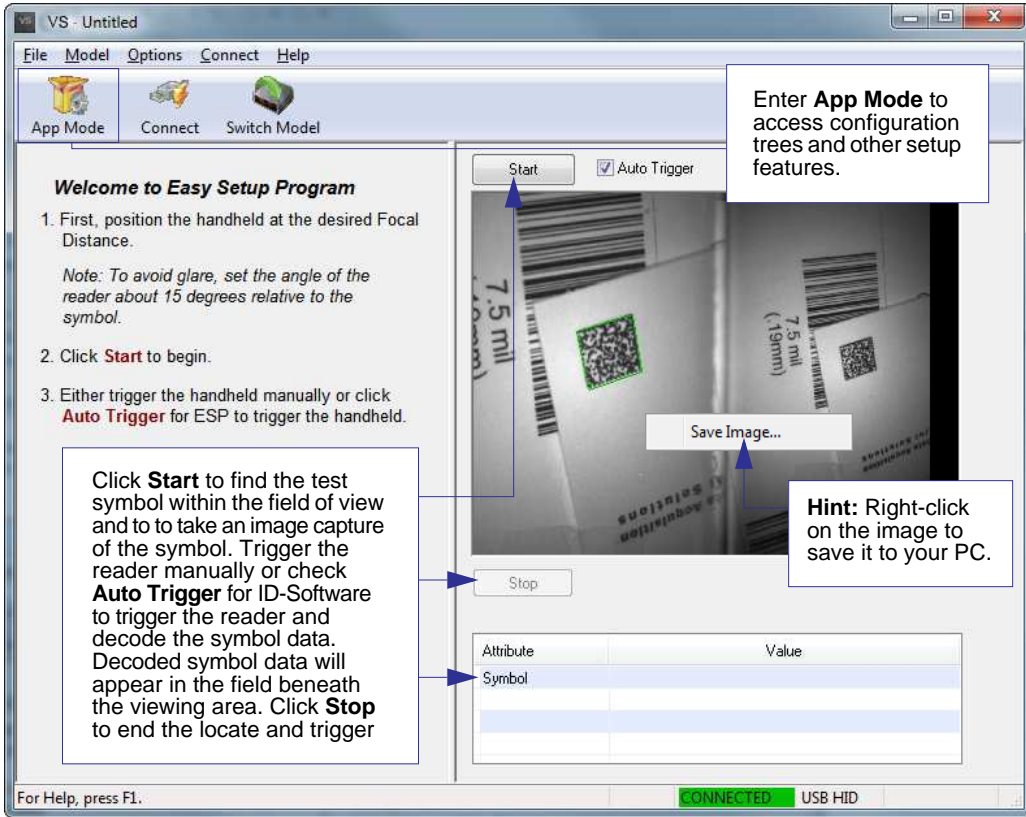 VS
VS - Untitled
File Model Options Connect Help
App Mode Connect Switch Model
Enter App Mode to
access configuration
trees and other setup
features.
Welcome to Easy Setup Program
1. First, position the handheld at the desired Focal
Distance.
Note: To avoid glare, set the angle of the
reader about 15 degrees relative to the
symbol.
2. Click Start to begin.
3. Either trigger the handheld manually or click
Auto Trigger for ESP to trigger the handheld.
Click Start to find the test
symbol within the field of view
and to to take an image capture
of the symbol. Trigger the
reader manually or check
Auto Trigger for ID-Software
to trigger the reader and
decode the symbol data.
Decoded symbol data will
appear in the field beneath
the viewing area. Click Stop
to end the locate and trigger
Start Auto Trigger
7.5 mil
(.19mm)
7.5 mil
(.19mm)
Save Image...
Acquisition
Solutions
Hint: Right-click
on the image to
save it to your PC.
Stop
Attribute Value
Symbol
For Help, press F1.
CONNECTED USB HID